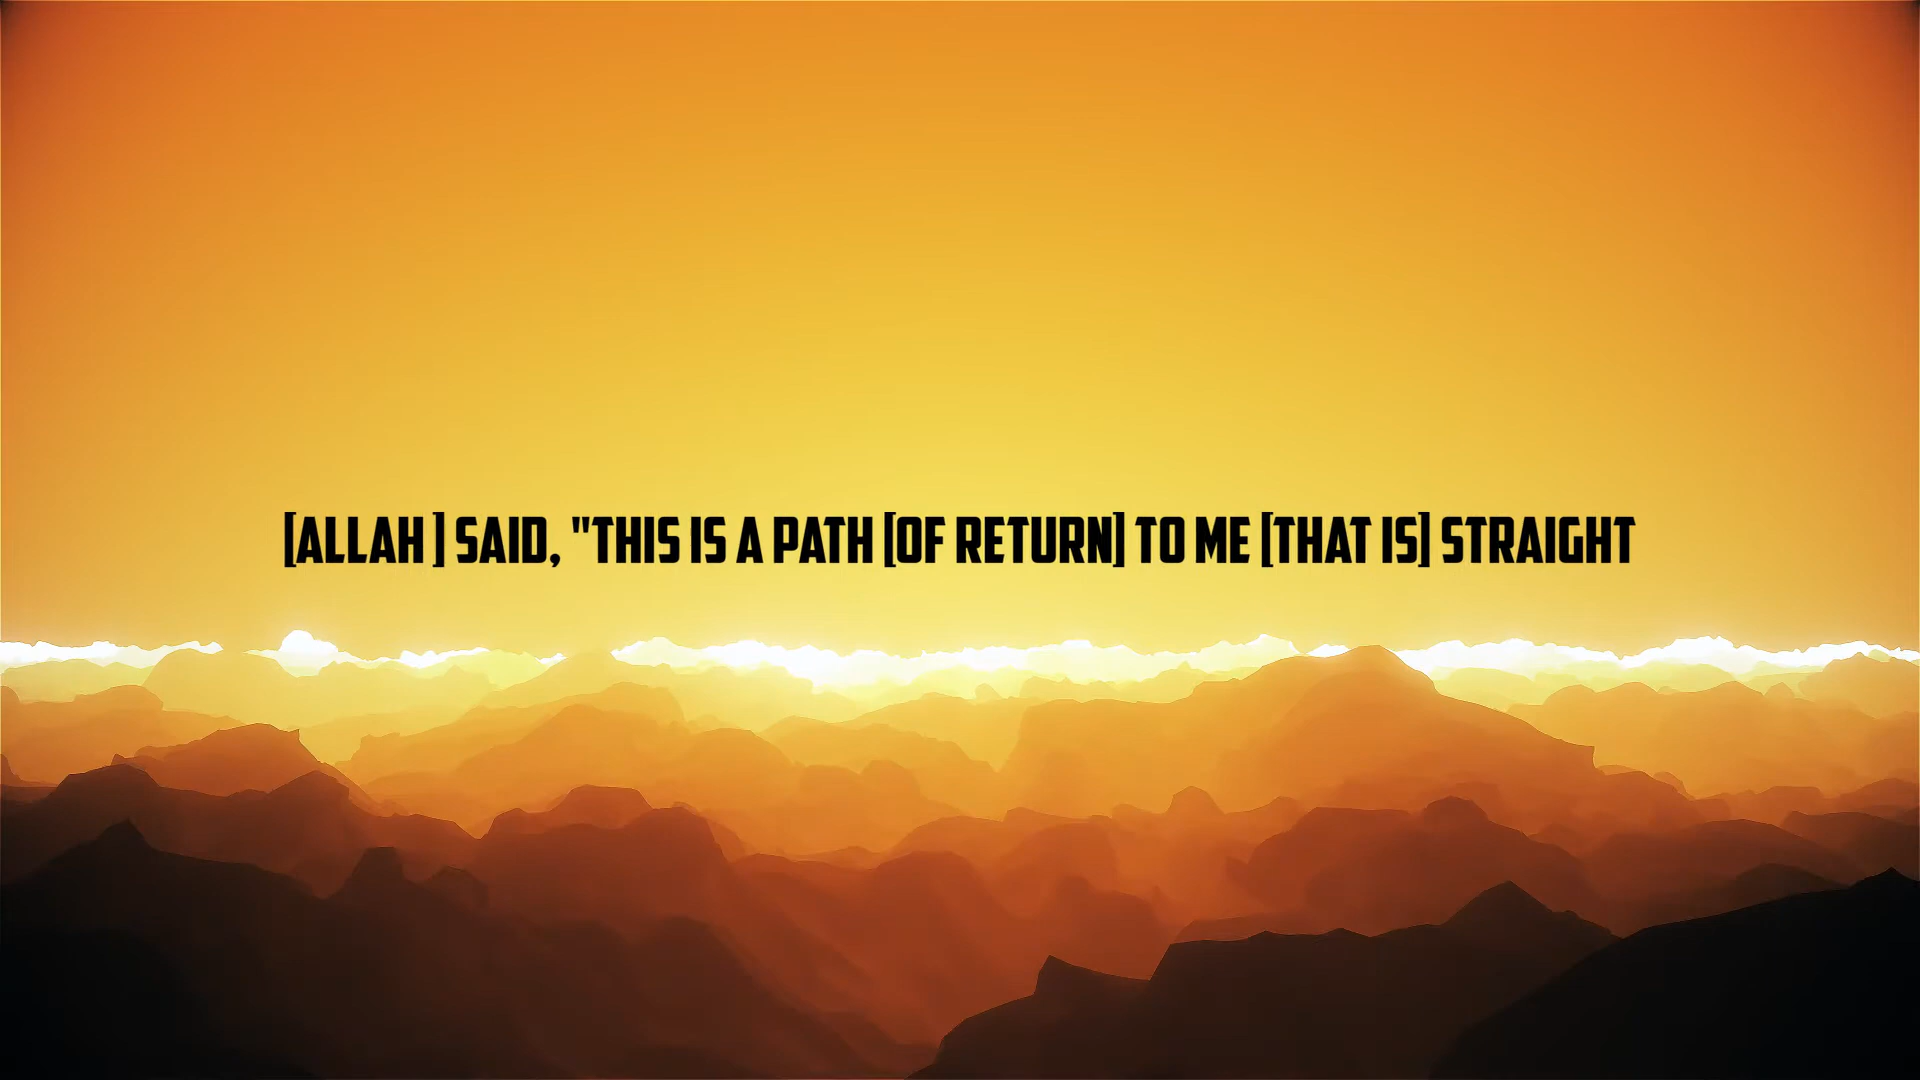 [ALLAH ] SAID, "THIS IS A PATH [OF RETURN] TO ME [THAT IS] STRAIGHT